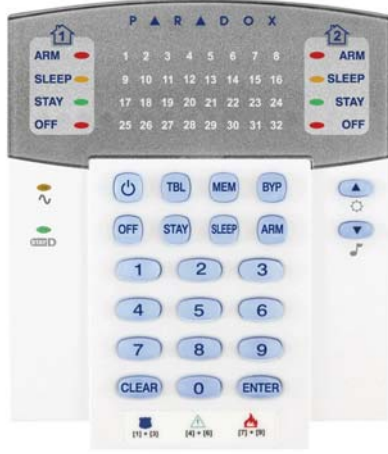 P A R A D O X
1 2
ARM 1 2 3 4 5 6 7 8 ARM
SLEEP 9 10 11 12 13 14 15 16 SLEEP
STAY 17 18 19 20 21 22 23 24 STAY
OFF 25 26 27 28 29 30 31 32 OFF
TBL MEM BYP
OFF STAY SLEEP ARM
STAYD
1 2 3
4 5 6
7 8 9
CLEAR 0 ENTER
[1] + [3] [4] + [6] [7] + [9]